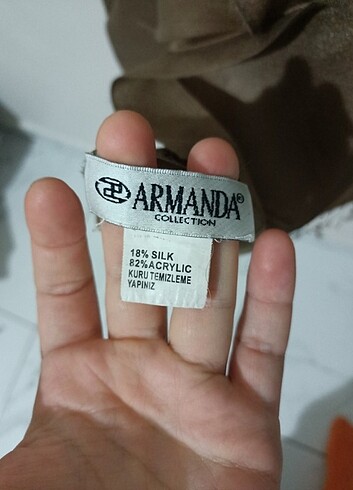 ARMANDA®
COLLECTION
18% SILK
82% ACRYLIC
KURU TEMIZLEME
YAPINIZ